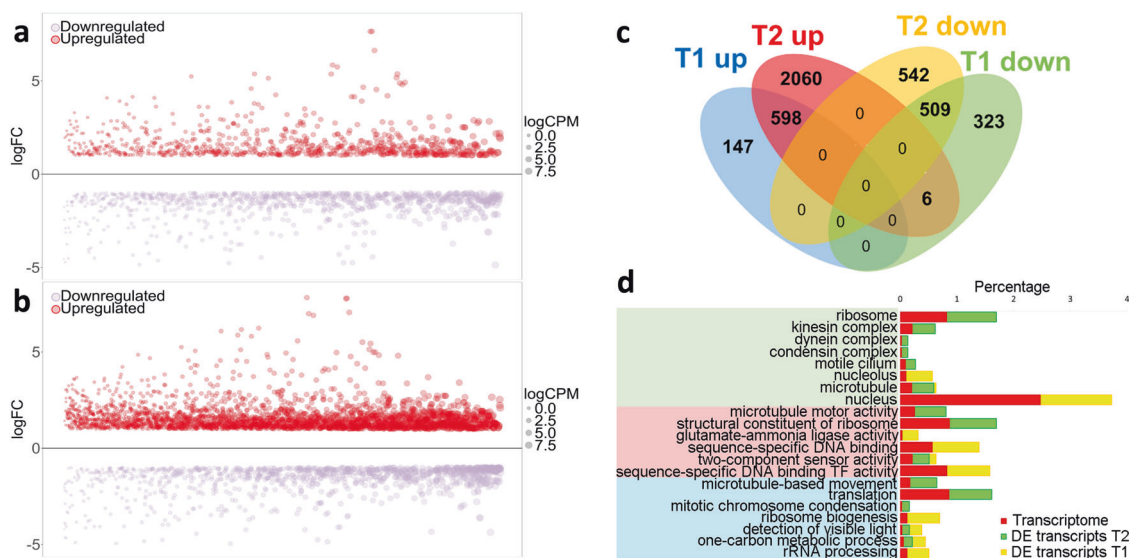 a
Downregulated
Upregulated
logFC
5
0
-5
logCPM
0.0
2.5
5.0
7.5
b
Downregulated
Upregulated
logFC
5
0
-5
logCPM
0.0
2.5
5.0
7.5
c
T1 up
T2 up
T2 down
T1 down
147
2060
542
323
598
0
509
0
0
0
6
0
0
0
0
d
Percentage
0 1 2 3 4
ribosome
kinesin complex
dynein complex
condensin complex
motile cilium
nucleolus
microtubule
nucleus
microtubule motor activity
structural constituent of ribosome
glutamate-ammonia ligase activity
sequence-specific DNA binding
two-component sensor activity
sequence-specific DNA binding TF activity
microtubule-based movement
translation
mitotic chromosome condensation
ribosome biogenesis
detection of visible light
one-carbon metabolic process
rRNA processing
Transcriptome
DE transcripts T2
DE transcripts T1